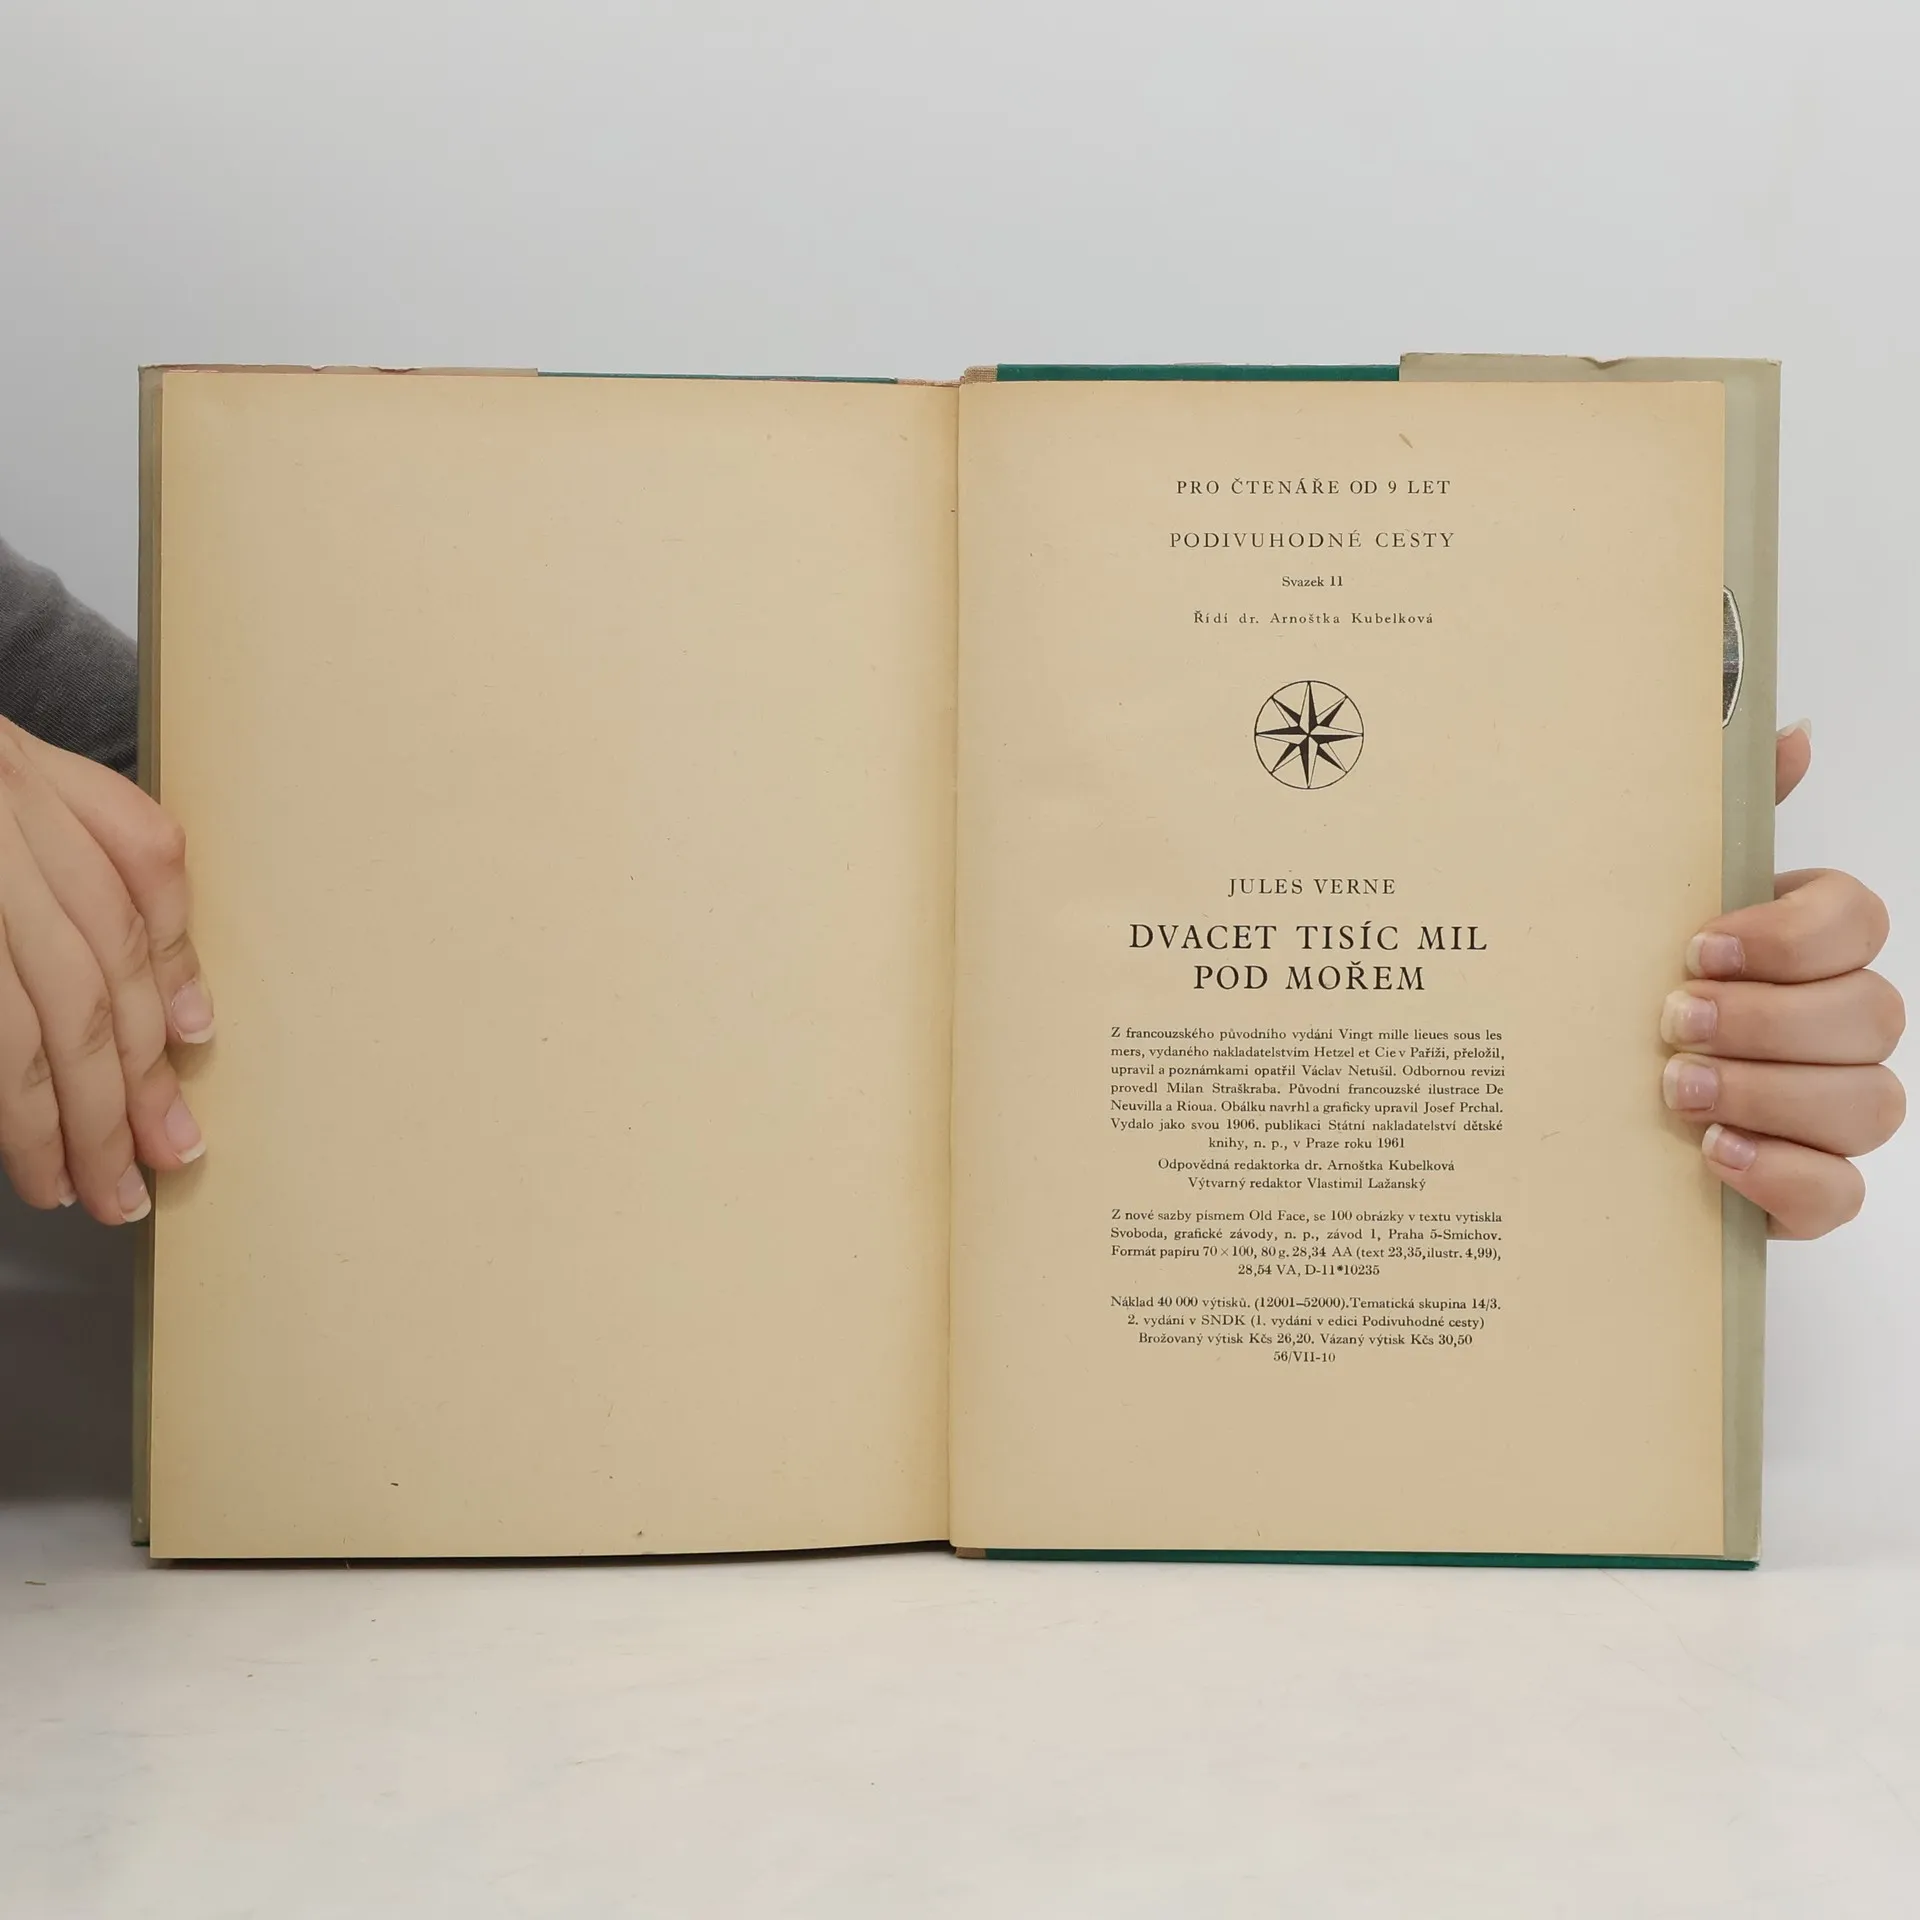 PRO ČTENÁŘE OD 9 LET
PODIVUHODNÉ CESTY
Svazek 11
Řídí dr. Arnoštka Kubelková
JULES VERNE
DVACET TISÍC MIL
POD MOŘEM
Z francouzského původního vydání Vingt mille lieues sous les
mers, vydaného nakladatelstvím Hetzel et Cie v Paříži, přeložil,
upravil a poznámkami opatřil Václav Netušil. Odbornou revizi
provedl Milan Straškraba. Původní francouzské ilustrace De
Neuvilla a Rioua. Obálku navrhl a graficky upravil Josef Prchal.
Vydalo jako svou 1906. publikaci Státní nakladatelství dětské
knihy, n. p., v Praze roku 1961
Odpovědná redaktorka dr. Arnoštka Kubelková
Výtvarný redaktor Vlastimil Lažanský
Z nové sazby písmem Old Face, se 100 obrázky v textu vytiskla
Svoboda, grafické závody, n. p., závod 1, Praha 5-Smíchov.
Formát papíru 70 × 100, 80 g. 28,34 AA (text 23,35, ilustr. 4,99),
28,54 VA, D-11*10235
Náklad 40 000 výtisků. (12001–52000). Tematická skupina 14/3.
2. vydání v SNDK (1. vydání v edici Podivuhodné cesty)
Brožovaný výtisk Kčs 26,20. Vázaný výtisk Kčs 30,50
56/VII-10